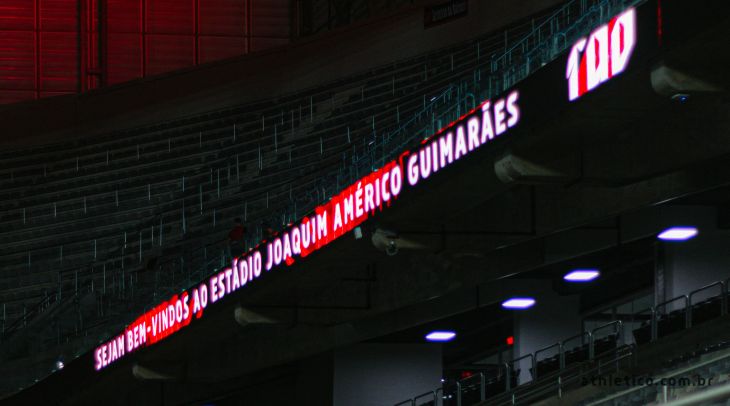 SEJAM BEM-VINDOS AO ESTÁDIO JOAQUIM AMÉRICO GUIMARÃES
100
athletico.com.br